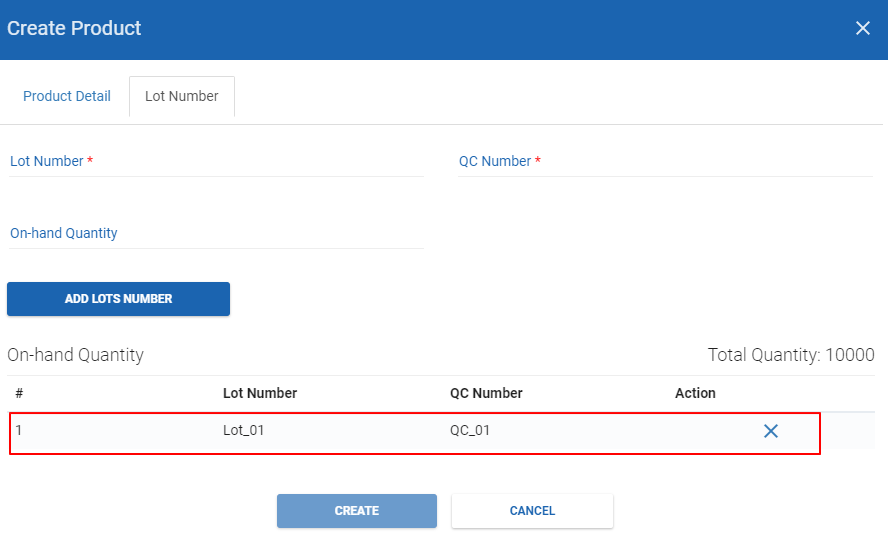 Create Product
Product Detail Lot Number
Lot Number * QC Number *
On-hand Quantity
ADD LOTS NUMBER
On-hand Quantity Total Quantity: 10000
# Lot Number QC Number Action
1 Lot_01 QC_01
CREATE CANCEL